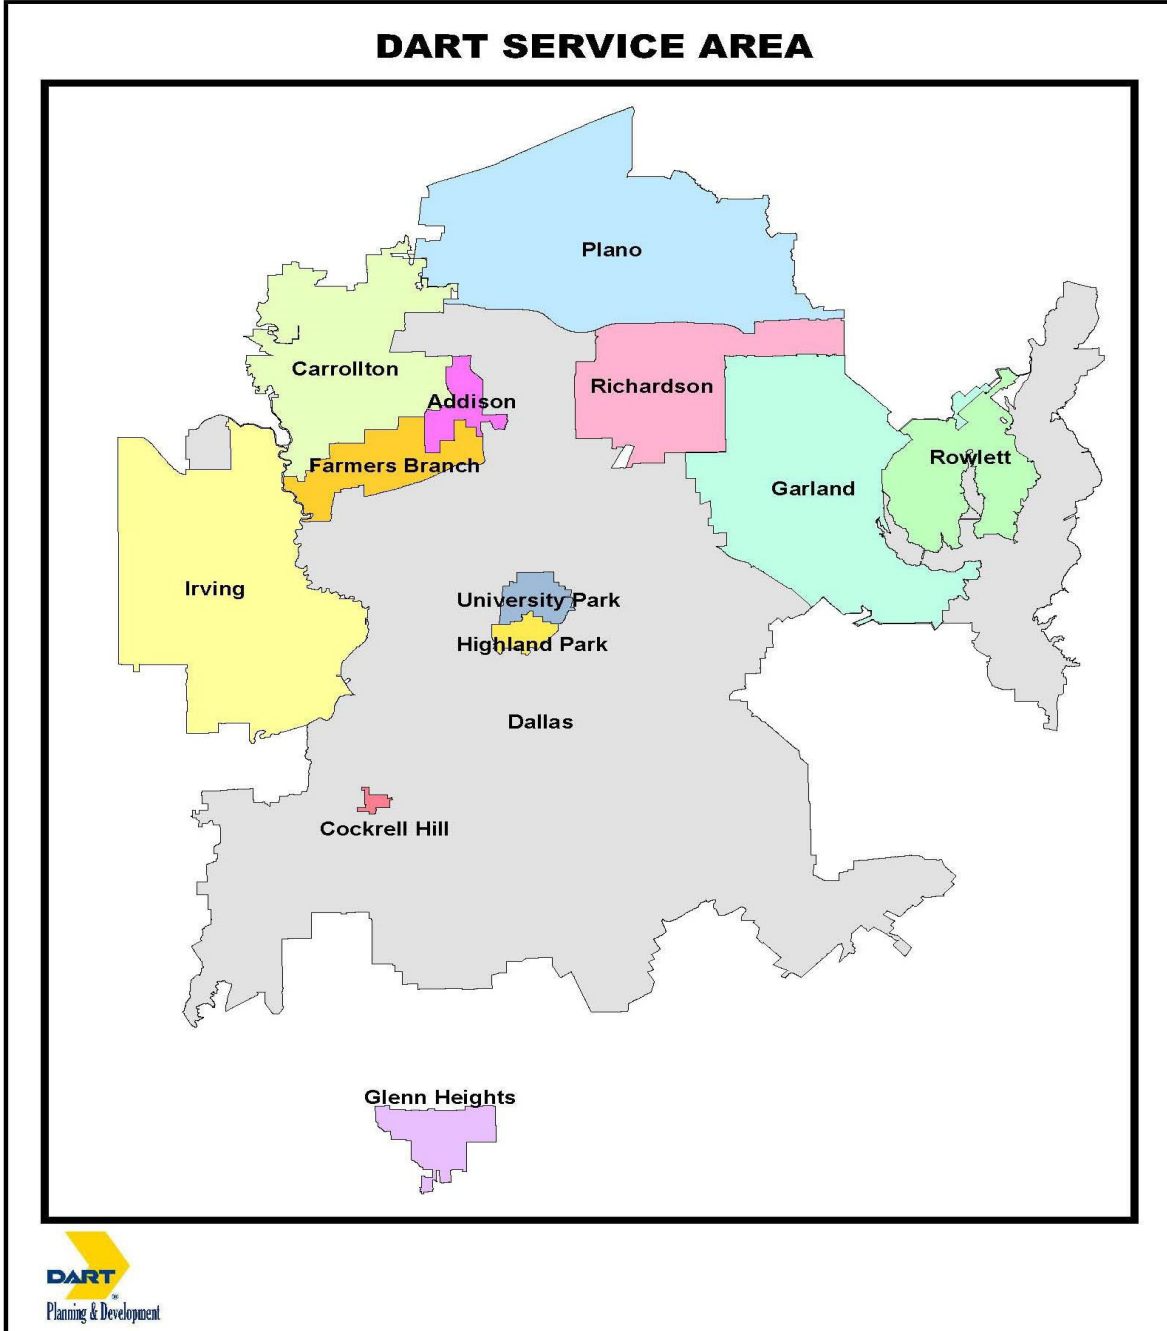 DART SERVICE AREA
Plano
Carrollton
Richardson
Addison
Rowlett
Farmers Branch
Garland
Irving
University Park
Highland Park
Dallas
Cockrell Hill
Glenn Heights
DART
Planning & Development